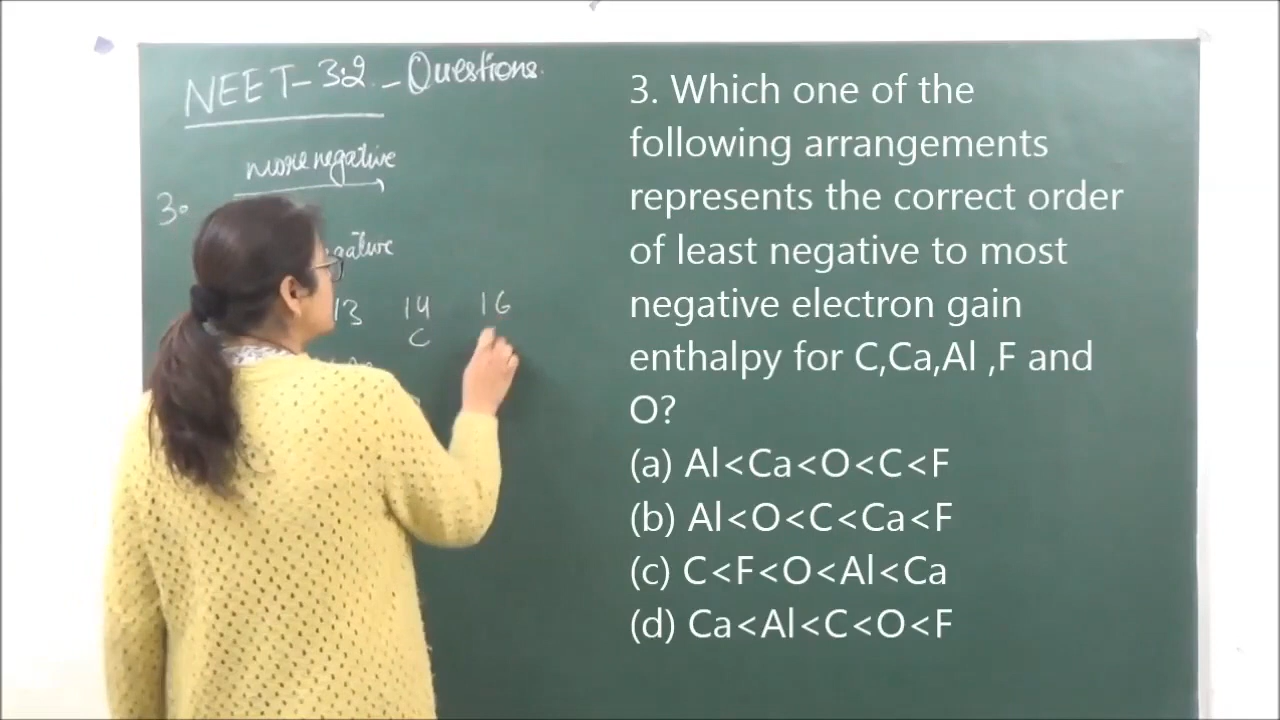 NEET-3.2 - Questions.
more negative
3.
gative
13 14 16
C
3. Which one of the
following arrangements
represents the correct order
of least negative to most
negative electron gain
enthalpy for C,Ca,Al ,F and
O?
(a) Al<Ca<O<C<F
(b) Al<O<C<Ca<F
(c) C<F<O<Al<Ca
(d) Ca<Al<C<O<F